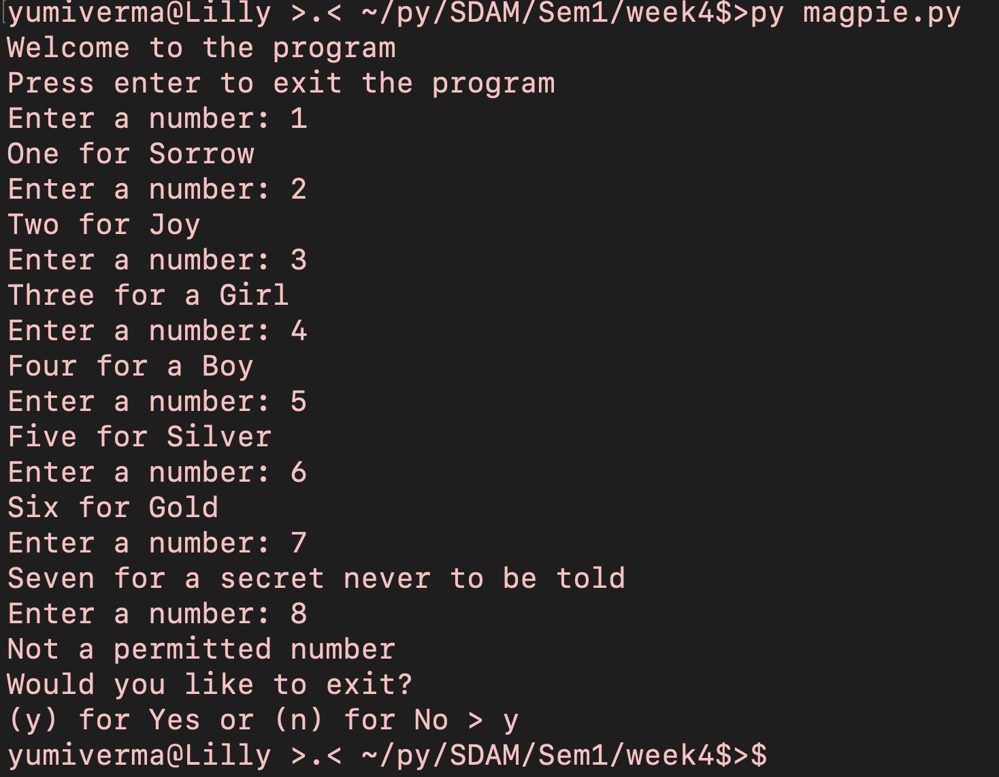 yumiverma@Lilly >.< ~/py/SDAM/Sem1/week4$>py magpie.py
Welcome to the program
Press enter to exit the program
Enter a number: 1
One for Sorrow
Enter a number: 2
Two for Joy
Enter a number: 3
Three for a Girl
Enter a number: 4
Four for a Boy
Enter a number: 5
Five for Silver
Enter a number: 6
Six for Gold
Enter a number: 7
Seven for a secret never to be told
Enter a number: 8
Not a permitted number
Would you like to exit?
(y) for Yes or (n) for No > y
yumiverma@Lilly >.< ~/py/SDAM/Sem1/week4$>$